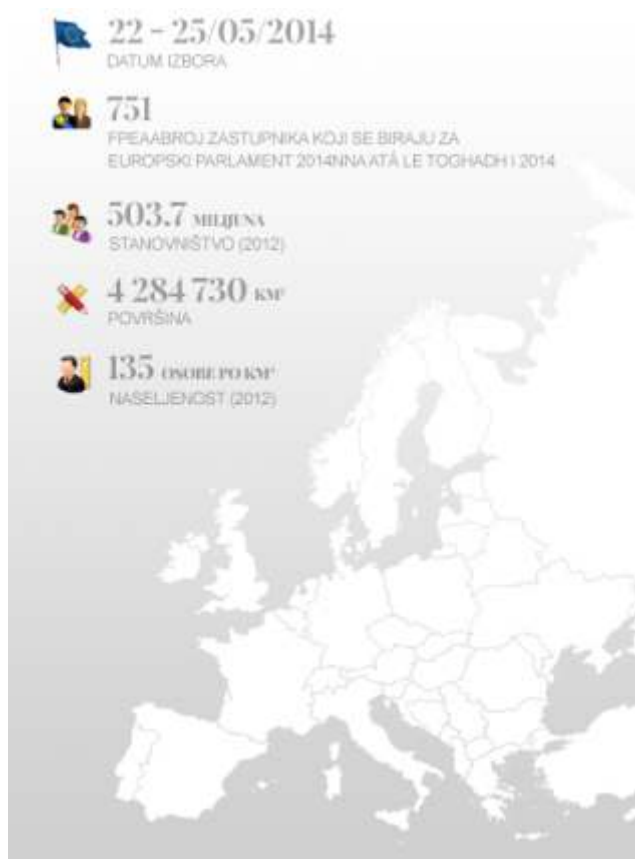 22 – 25/05/2014
DATUM IZBORA
751
FPEAABROJ ZASTUPNIKA KOJI SE BIRAJU ZA
EUROPSKI PARLAMENT 2014NNA ATÁ LE TOGHADH I 2014
503.7 MILIJUNA
STANOVNIŠTVO (2012)
4 284 730 KM²
POVRŠINA
135 OSOBE PO KM²
NASELJENOST (2012)